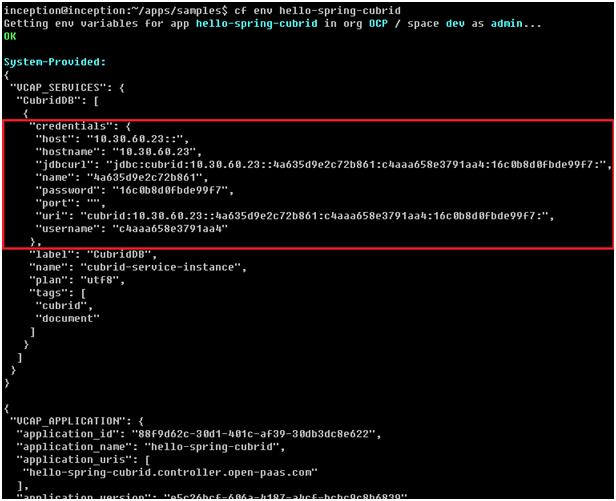 inception@inception:~/apps/samples$ cf env hello-spring-cubrid
Getting env variables for app hello-spring-cubrid in org OCP / space dev as admin...
OK
System-Provided:
{
"VCAP_SERVICES": {
"CubridDB": [
{
"credentials": {
"host": "10.30.60.23::",
"hostname": "10.30.60.23",
"jdbcurl": "jdbc:cubrid:10.30.60.23::4a635d9e2c72b861:c4aaa658e3791aa4:16c0b8d0fbde99f7:",
"name": "4a635d9e2c72b861",
"password": "16c0b8d0fbde99f7",
"port": "",
"uri": "cubrid:10.30.60.23::4a635d9e2c72b861:c4aaa658e3791aa4:16c0b8d0fbde99f7:",
"username": "c4aaa658e3791aa4"
},
"label": "CubridDB",
"name": "cubrid-service-instance",
"plan": "utf8",
"tags": [
"cubrid",
"document"
]
}
]
}
}
{
"VCAP_APPLICATION": {
"application_id": "88f9d62c-30d1-401c-af39-30db3dc8e622",
"application_name": "hello-spring-cubrid",
"application_uris": [
"hello-spring-cubrid.controller.open-paas.com"
],